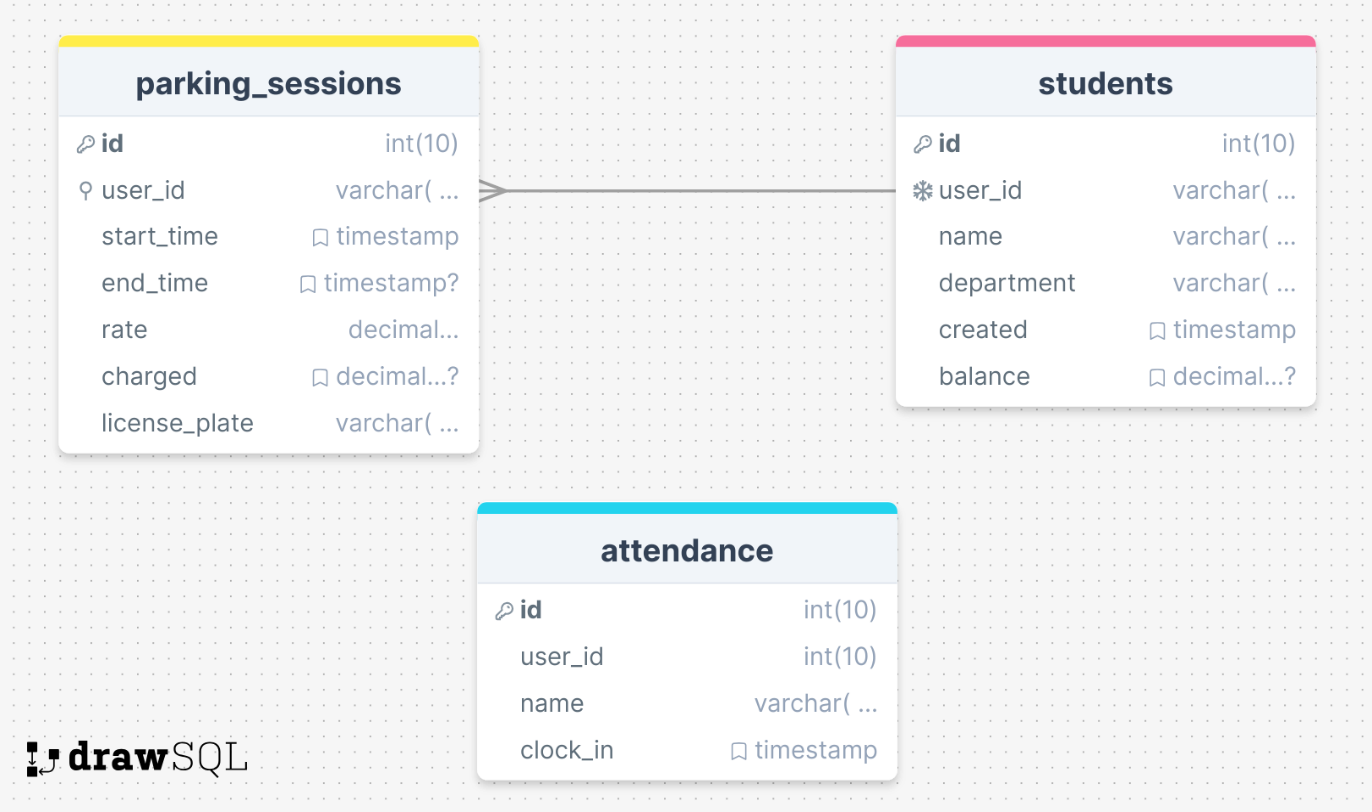 parking_sessions
id int(10)
user_id varchar( ...
start_time timestamp
end_time timestamp?
rate decimal...
charged decimal...?
license_plate varchar( ...
students
id int(10)
user_id varchar( ...
name varchar( ...
department varchar( ...
created timestamp
balance decimal...?
attendance
id int(10)
user_id int(10)
name varchar( ...
clock_in timestamp
drawSQL